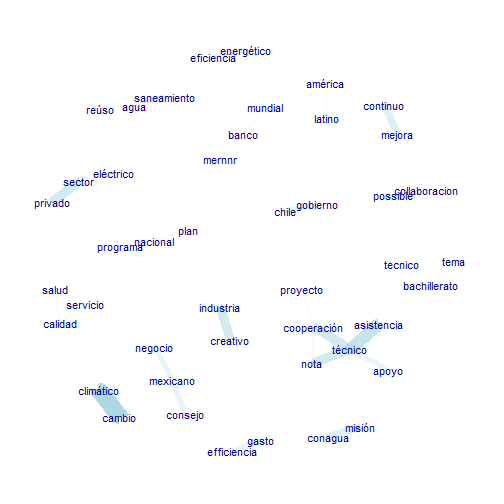 energético
eficiencia
américa
saneamiento
reúso
agua
mundial
continuo
latino
banco
mejora
mernnr
eléctrico
sector
privado
possible
collaboracion
chile
gobierno
plan
nacional
programa
tecnico
tema
bachillerato
salud
servicio
calidad
proyecto
industria
creativo
cooperación
asistencia
técnico
nota
apoyo
negocio
mexicano
climático
cambio
consejo
misión
conagua
gasto
efficiencia